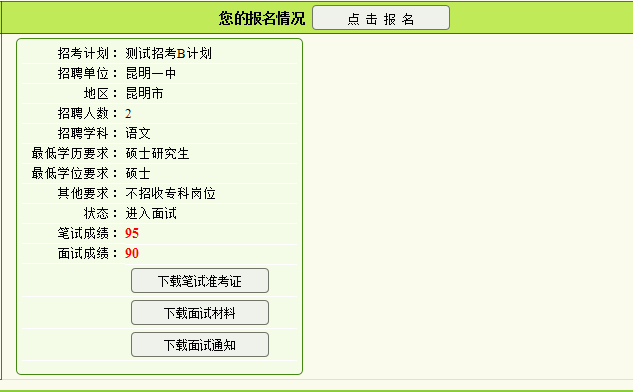 您的报名情况 点 击 报 名
招考计划： 测试招考B计划
招聘单位： 昆明一中
地区： 昆明市
招聘人数： 2
招聘学科： 语文
最低学历要求： 硕士研究生
最低学位要求： 硕士
其他要求： 不招收专科岗位
状态： 进入面试
笔试成绩： 95
面试成绩： 90
下载笔试准考证
下载面试材料
下载面试通知